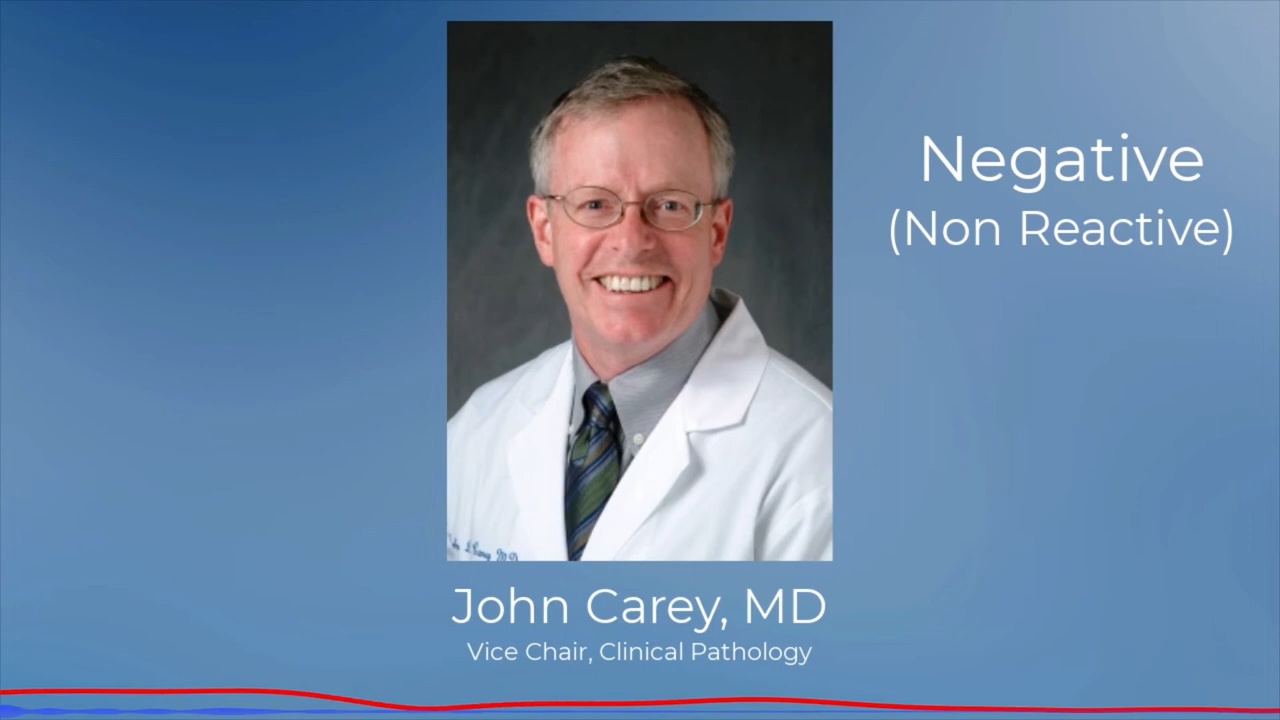 Negative
(Non Reactive)
John Carey, MD
Vice Chair, Clinical Pathology